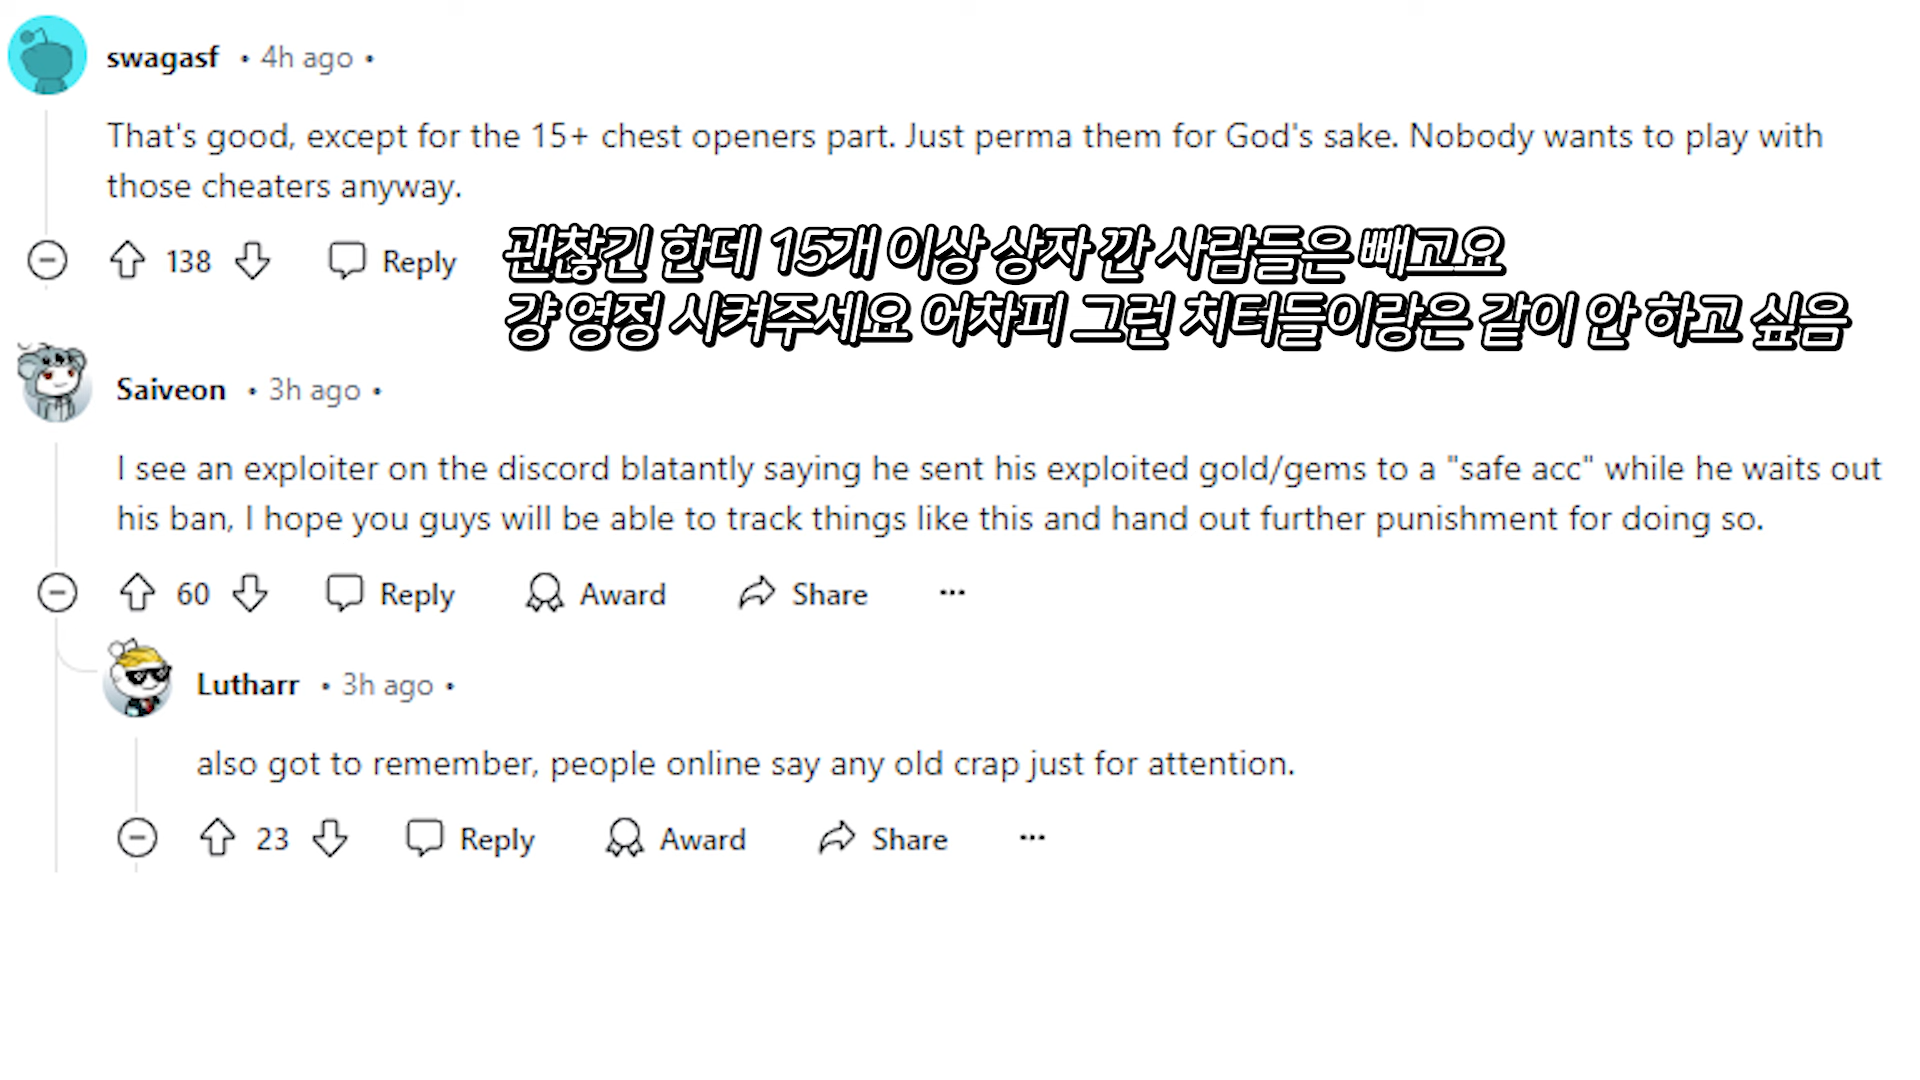 swagasf • 4h ago •
That's good, except for the 15+ chest openers part. Just perma them for God's sake. Nobody wants to play with
those cheaters anyway.
138 Reply
괜찮긴 한데 15개 이상 상자 깐 사람들은 빼고요
걍 영정 시켜주세요 어차피 그런 치터들이랑은 같이 안 하고 싶음
Saiveon • 3h ago •
I see an exploiter on the discord blatantly saying he sent his exploited gold/gems to a "safe acc" while he waits out
his ban, I hope you guys will be able to track things like this and hand out further punishment for doing so.
60 Reply Award Share ...
Lutharr • 3h ago •
also got to remember, people online say any old crap just for attention.
23 Reply Award Share ...